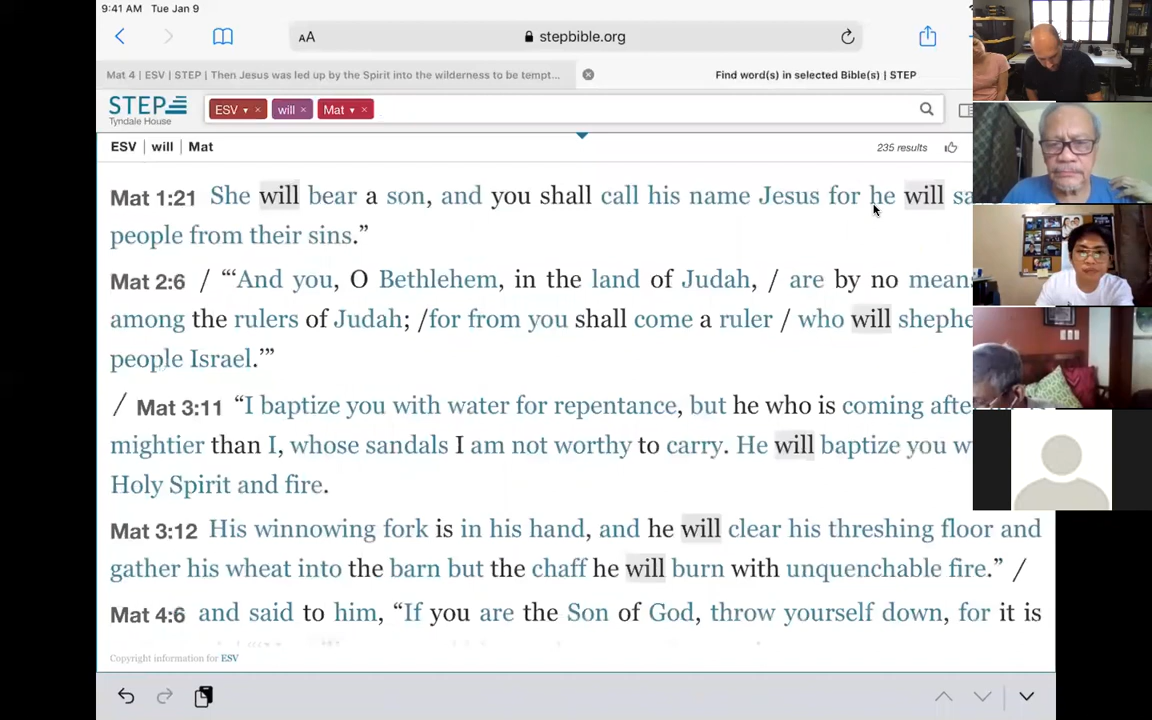 9:41 AM Tue Jan 9
AA stepbible.org
Mat 4 | ESV | STEP | Then Jesus was led up by the Spirit into the wilderness to be tempt...
Find word(s) in selected Bible(s) | STEP
STEP
Tyndale House
ESV will Mat
ESV | will | Mat
235 results
Mat 1:21 She will bear a son, and you shall call his name Jesus for he will
people from their sins.”
Mat 2:6 / “‘And you, O Bethlehem, in the land of Judah, / are by no
among the rulers of Judah; /for from you shall come a ruler / who will
people Israel.’”
/ Mat 3:11 “I baptize you with water for repentance, but he who is coming
mightier than I, whose sandals I am not worthy to carry. He will baptize you
Holy Spirit and fire.
Mat 3:12 His winnowing fork is in his hand, and he will clear his threshing floor and
gather his wheat into the barn but the chaff he will burn with unquenchable fire.” /
Mat 4:6 and said to him, “If you are the Son of God, throw yourself down, for it is
Copyright information for ESV